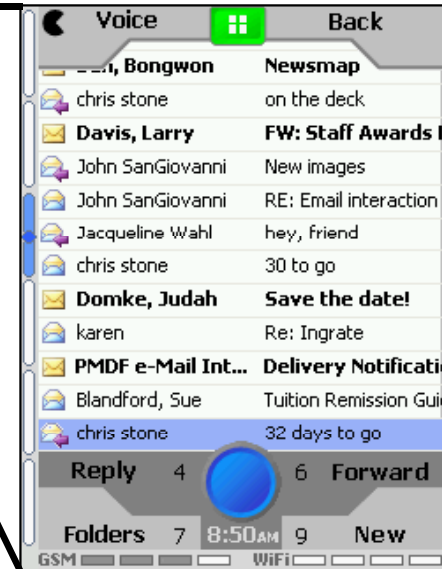 Voice Back
Bongwon Newsmap
chris stone on the deck
Davis, Larry FW: Staff Awards
John SanGiovanni New images
John SanGiovanni RE: Email interaction
Jacqueline Wahl hey, friend
chris stone 30 to go
Domke, Judah Save the date!
karen Re: Ingrate
PMDF e-Mail Int... Delivery Notificati
Blandford, Sue Tuition Remission Gui
chris stone 32 days to go
Reply 4 6 Forward
Folders 7 8:50AM 9 New
GSM WiFi